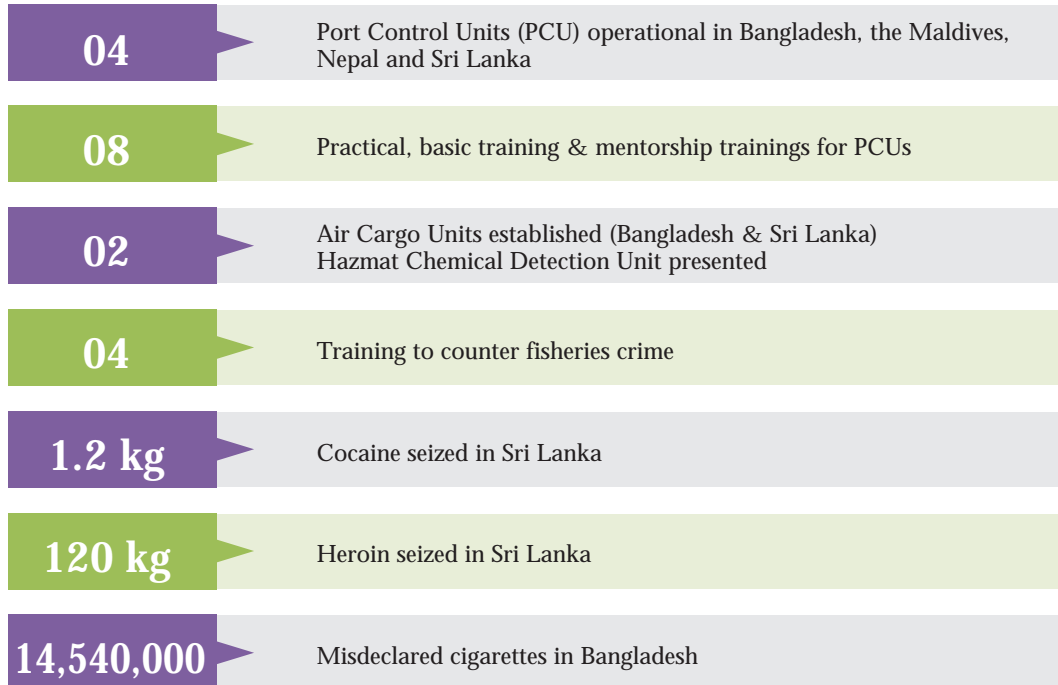 04
Port Control Units (PCU) operational in Bangladesh, the Maldives,
Nepal and Sri Lanka
08
Practical, basic training & mentorship trainings for PCUs
02
Air Cargo Units established (Bangladesh & Sri Lanka)
Hazmat Chemical Detection Unit presented
04
Training to counter fisheries crime
1.2 kg
Cocaine seized in Sri Lanka
120 kg
Heroin seized in Sri Lanka
14,540,000
Misdeclared cigarettes in Bangladesh